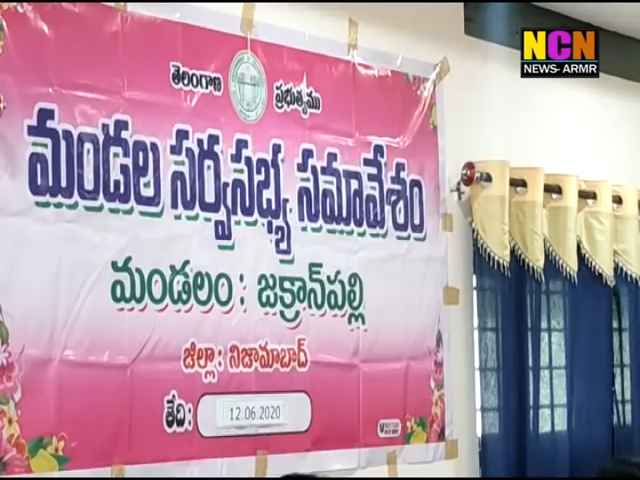 NCN
NEWS- ARMR
తెలంగాణ ప్రభుత్వము
మండల సర్వసభ్య సమావేశం
మండలం : జక్రాన్‌పల్లి
జిల్లా : నిజామాబాద్
తేది : 12.06.2020